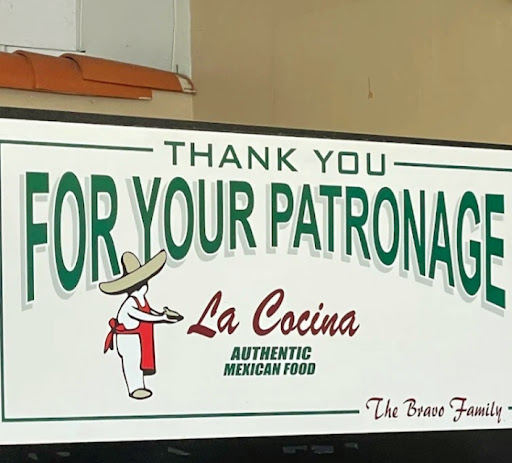 THANK YOU
FOR YOUR PATRONAGE
La Cocina
AUTHENTIC
MEXICAN FOOD
The Bravo Family